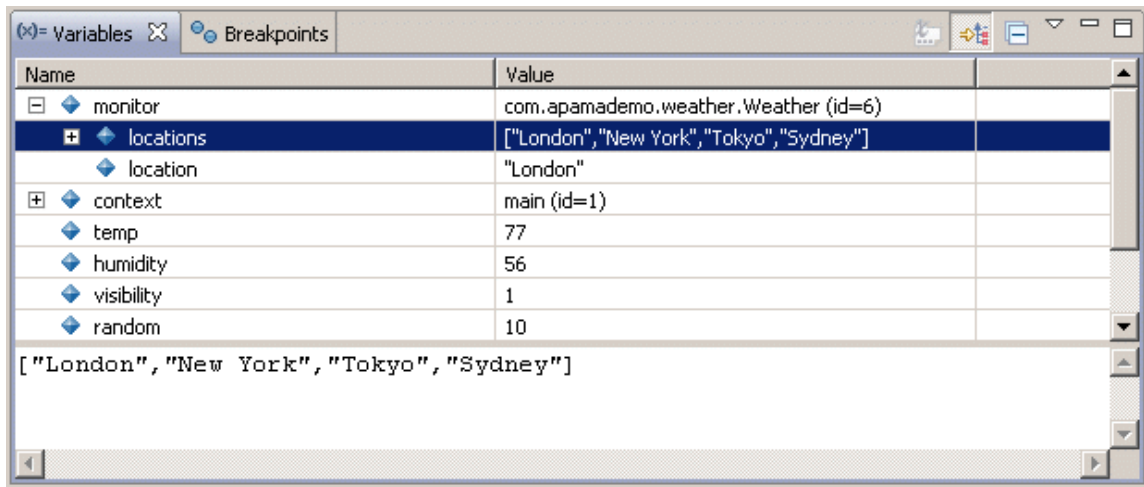 (x)= Variables Breakpoints
Name Value
monitor com.apamademo.weather.Weather (id=6)
locations ["London","New York","Tokyo","Sydney"]
location "London"
context main (id=1)
temp 77
humidity 56
visibility 1
random 10
["London","New York","Tokyo","Sydney"]